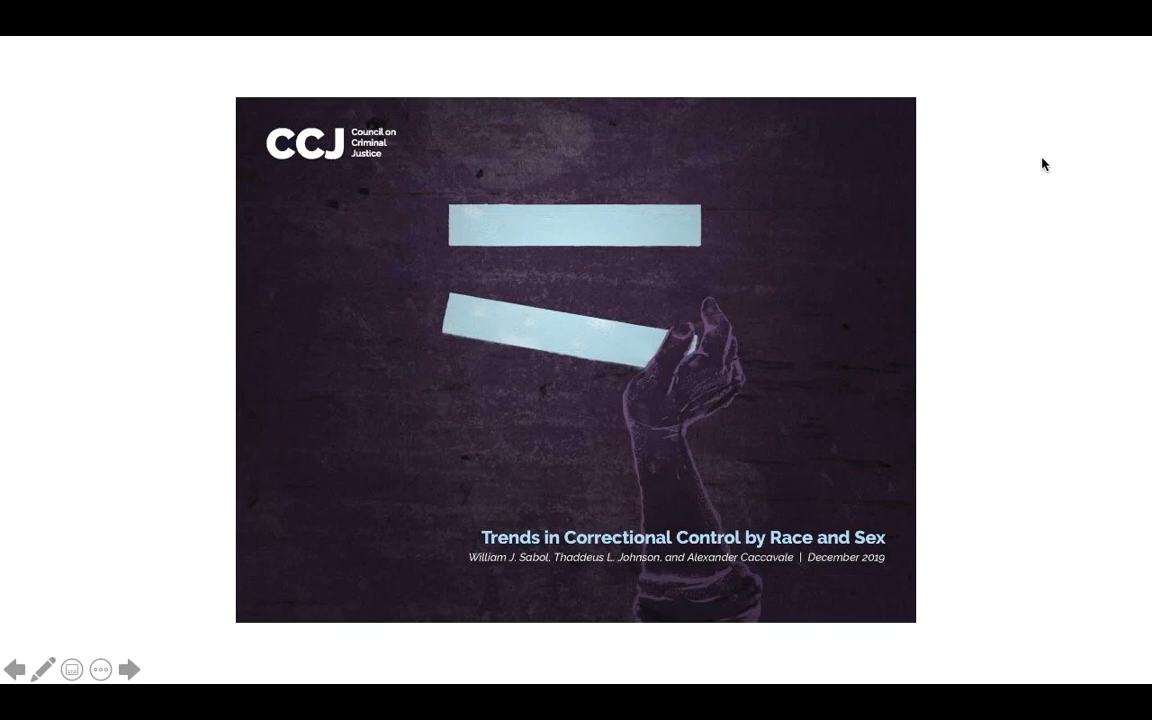 CCJ
Council on
Criminal
Justice
Trends in Correctional Control by Race and Sex
William J. Sabol, Thaddeus L. Johnson, and Alexander Caccavale | December 2019